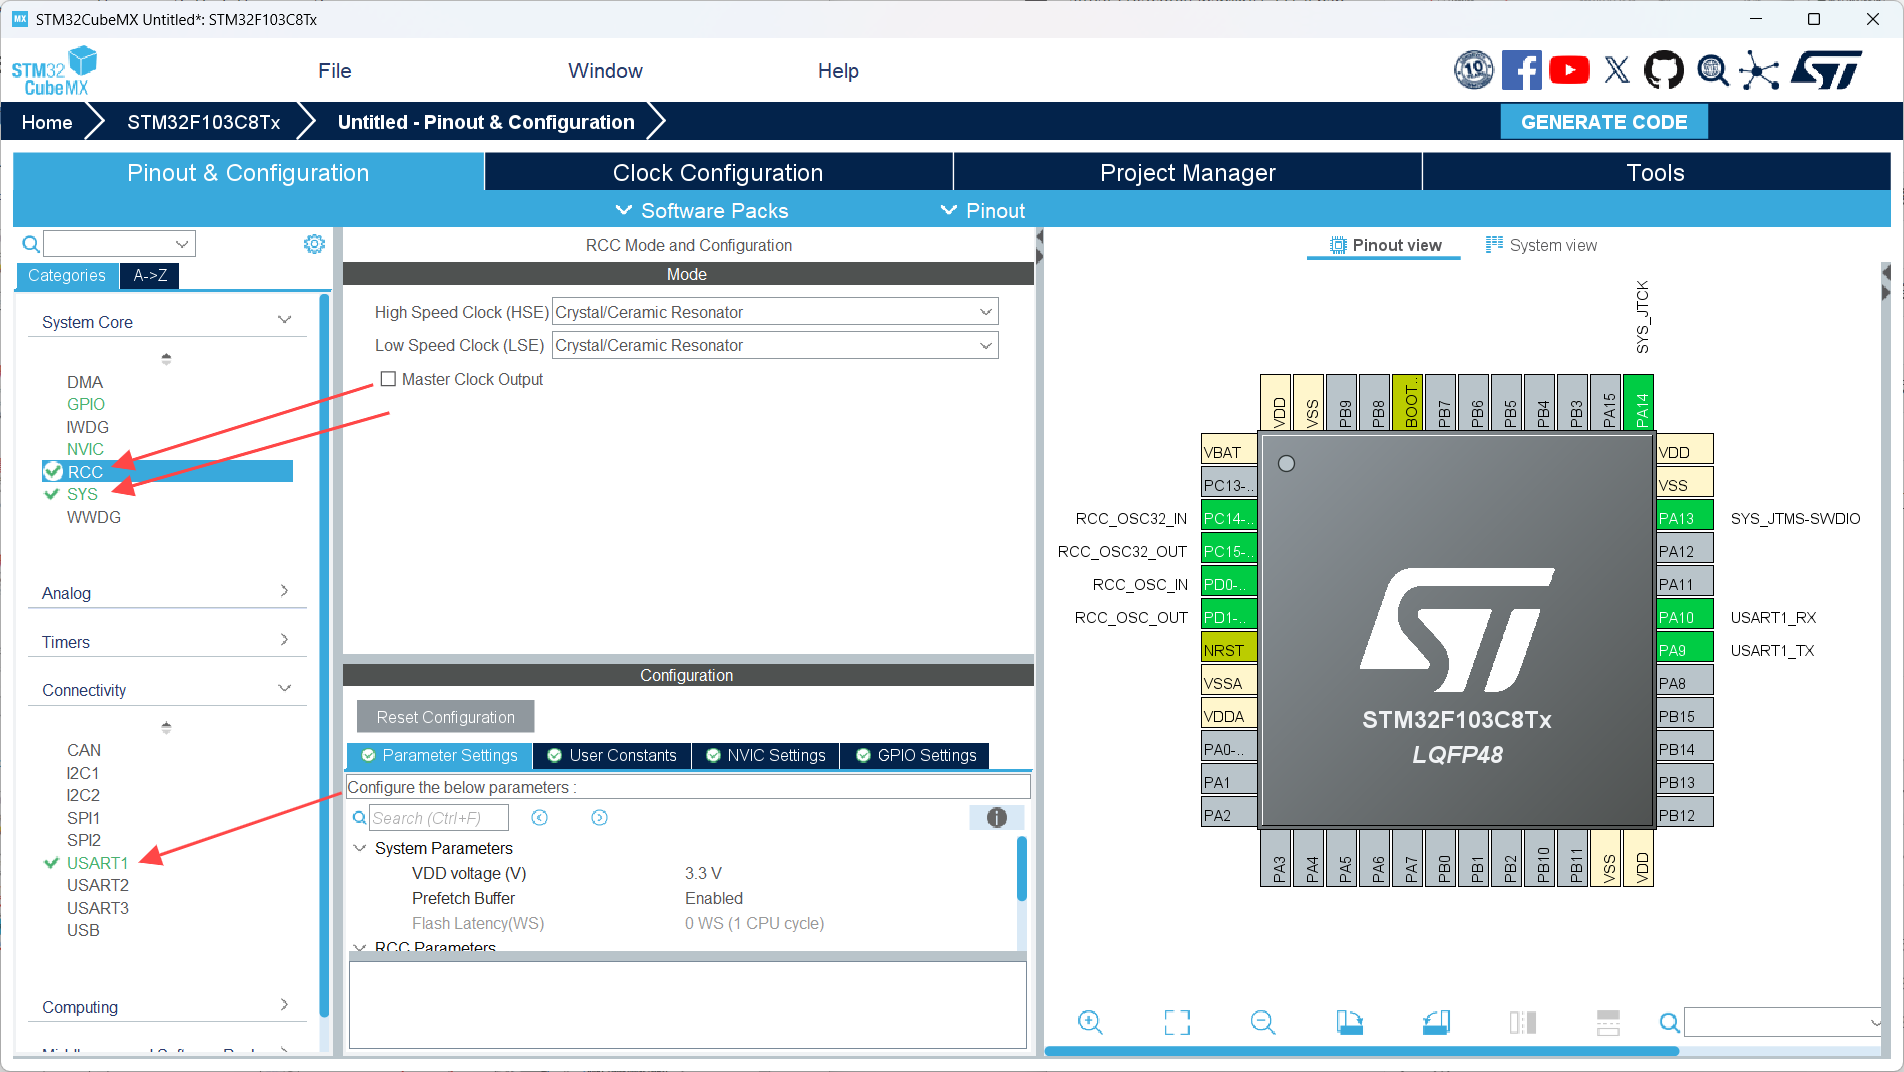 STM32CubeMX Untitled*: STM32F103C8Tx
STM32
CubeMX
File
Window
Help
10
Home
STM32F103C8Tx
Untitled - Pinout & Configuration
GENERATE CODE
Pinout & Configuration
Clock Configuration
Project Manager
Tools
Software Packs
Pinout
Categories
A->Z
System Core
DMA
GPIO
IWDG
NVIC
RCC
SYS
WWDG
Analog
Timers
Connectivity
CAN
I2C1
I2C2
SPI1
SPI2
USART1
USART2
USART3
USB
Computing
RCC Mode and Configuration
Mode
High Speed Clock (HSE) Crystal/Ceramic Resonator
Low Speed Clock (LSE) Crystal/Ceramic Resonator
Master Clock Output
Configuration
Reset Configuration
Parameter Settings
User Constants
NVIC Settings
GPIO Settings
Configure the below parameters :
Search (Ctrl+F)
System Parameters
VDD voltage (V) 3.3 V
Prefetch Buffer Enabled
Flash Latency(WS) 0 WS (1 CPU cycle)
RCC Parameters
Pinout view
System view
SYS_JTCK
VDD
VSS
PB9
PB8
BOOT..
PB7
PB6
PB5
PB4
PB3
PA15
PA14
VBAT
PC13-..
RCC_OSC32_IN PC14-..
RCC_OSC32_OUT PC15-..
RCC_OSC_IN PD0-..
RCC_OSC_OUT PD1-..
NRST
VSSA
VDDA
PA0-..
PA1
PA2
ST
STM32F103C8Tx
LQFP48
VDD
VSS
PA13 SYS_JTMS-SWDIO
PA12
PA11
PA10 USART1_RX
PA9 USART1_TX
PA8
PB15
PB14
PB13
PB12
PA3
PA4
PA5
PA6
PA7
PB0
PB1
PB2
PB10
PB11
VSS
VDD